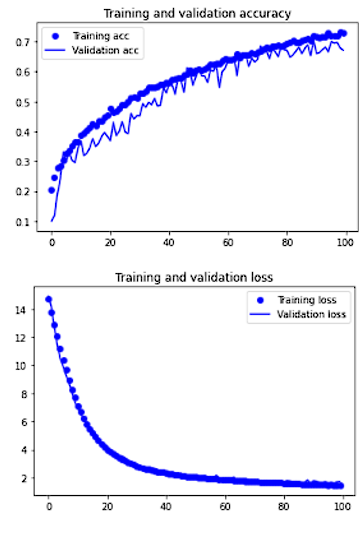 Training and validation accuracy
Training acc
Validation acc
0.7
0.6
0.5
0.4
0.3
0.2
0.1
0 20 40 60 80 100
Training and validation loss
Training loss
Validation loss
14
12
10
8
6
4
2
0 20 40 60 80 100